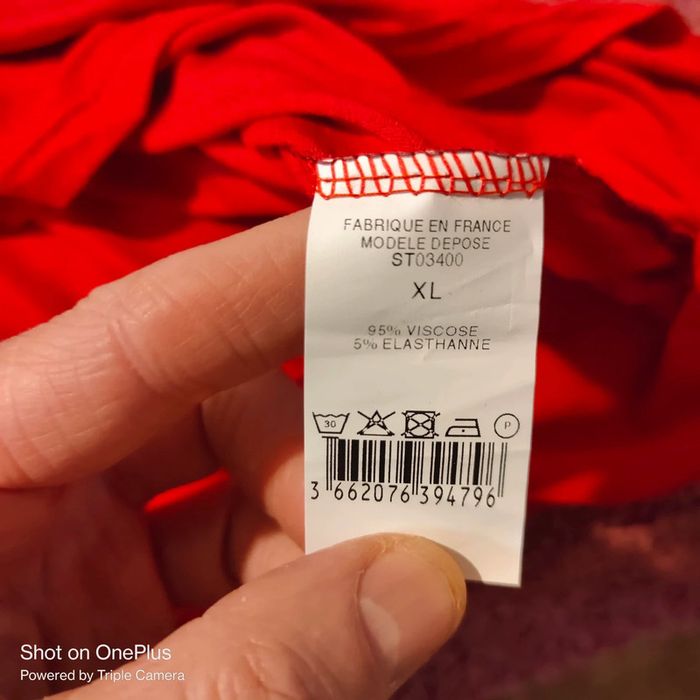 FABRIQUE EN FRANCE
MODELE DEPOSE
ST03400
XL
95% VISCOSE
5% ELASTHANNE
30 P
3 662076 394796
Shot on OnePlus
Powered by Triple Camera